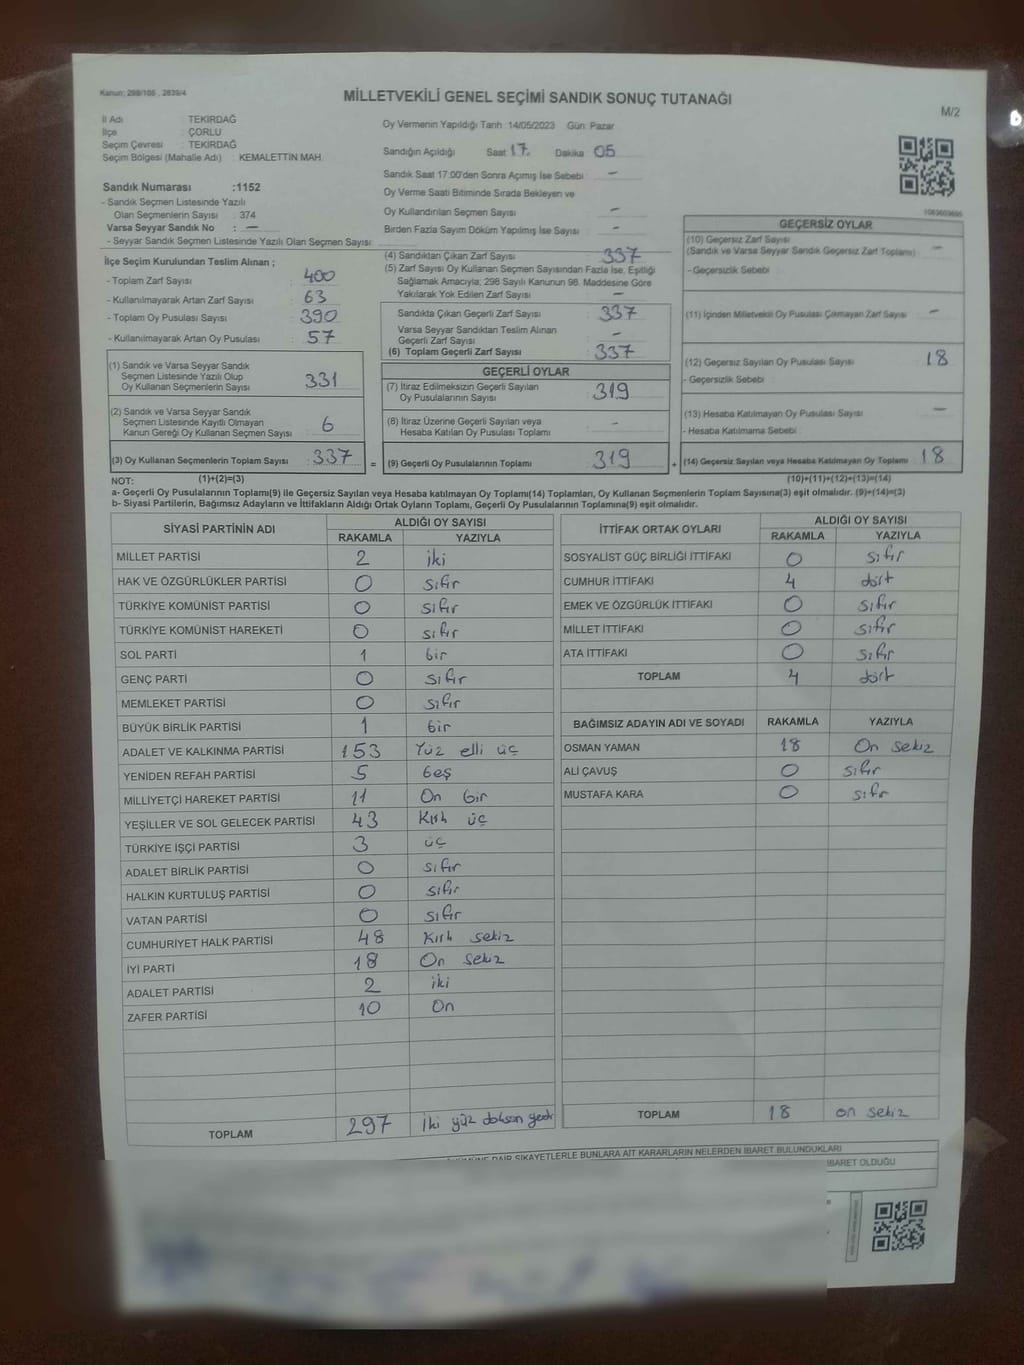 Kanun: 298/105 , 2839/4
MİLLETVEKİLİ GENEL SEÇİMİ SANDIK SONUÇ TUTANAĞI
M/2
İl Adı : TEKİRDAĞ
İlçe : ÇORLU
Seçim Çevresi : TEKİRDAĞ
Seçim Bölgesi (Mahalle Adı) : KEMALETTİN MAH.
Sandık Numarası :1152
- Sandık Seçmen Listesinde Yazılı
Olan Seçmenlerin Sayısı : 374
Varsa Seyyar Sandık No : —
- Seyyar Sandık Seçmen Listesinde Yazılı Olan Seçmen Sayısı:
Oy Vermenin Yapıldığı Tarih :14/05/2023 Gün: Pazar
Sandığın Açıldığı Saat 17. Dakika 05
Sandık Saat 17:00'den Sonra Açımış İse Sebebi : —
Oy Verme Saati Bitiminde Sırada Bekleyen ve
Oy Kullandırılan Seçmen Sayısı : —
Birden Fazla Sayım Döküm Yapılmış İse Sayısı : —
İlçe Seçim Kurulundan Teslim Alınan ;
- Toplam Zarf Sayısı : 400
- Kullanılmayarak Artan Zarf Sayısı : 63
- Toplam Oy Pusulası Sayısı : 390
- Kullanılmayarak Artan Oy Pusulası : 57
(4) Sandıktan Çıkan Zarf Sayısı : 337
(5) Zarf Sayısı Oy Kullanan Seçmen Sayısından Fazla İse, Eşitliği
Sağlamak Amacıyla, 298 Sayılı Kanunun 98. Maddesine Göre
Yakılarak Yok Edilen Zarf Sayısı : —
Sandıkta Çıkan Geçerli Zarf Sayısı : 337
Varsa Seyyar Sandıktan Teslim Alınan
Geçerli Zarf Sayısı : —
(6) Toplam Geçerli Zarf Sayısı : 337
GEÇERSİZ OYLAR
(10) Geçersiz Zarf Sayısı
(Sandık ve Varsa Seyyar Sandık Geçersiz Zarf Toplamı) : —
- Geçersizlik Sebebi :
(11) İçinden Milletvekili Oy Pusulası Çıkmayan Zarf Sayısı : —
(12) Geçersiz Sayılan Oy Pusulası Sayısı : 18
- Geçersizlik Sebebi :
(13) Hesaba Katılmayan Oy Pusulası Sayısı : —
- Hesaba Katılmama Sebebi :
(1) Sandık ve Varsa Seyyar Sandık
Seçmen Listesinde Yazılı Olup
Oy Kullanan Seçmenlerin Sayısı : 331
(2) Sandık ve Varsa Seyyar Sandık
Seçmen Listesinde Kayıtlı Olmayan
Kanun Gereği Oy Kullanan Seçmen Sayısı : 6
GEÇERLİ OYLAR
(7) İtiraz Edilmeksizin Geçerli Sayılan
Oy Pusulalarının Sayısı : 319
(8) İtiraz Üzerine Geçerli Sayılan veya
Hesaba Katılan Oy Pusulası Toplamı : -
(3) Oy Kullanan Seçmenlerin Toplam Sayısı : 337 = (9) Geçerli Oy Pusulalarının Toplamı : 319 + (14) Geçersiz Sayılan veya Hesaba Katılmayan Oy Toplamı : 18
NOT: (1)+(2)=(3) (10)+(11)+(12)+(13)=(14)
a- Geçerli Oy Pusulalarının Toplamı(9) ile Geçersiz Sayılan veya Hesaba katılmayan Oy Toplamı(14) Toplamları, Oy Kullanan Seçmenlerin Toplam Sayısına(3) eşit olmalıdır. (9)+(14)=(3)
b- Siyasi Partilerin, Bağımsız Adayların ve İttifakların Aldığı Ortak Oyların Toplamı, Geçerli Oy Pusulalarının Toplamına(9) eşit olmalıdır.
SİYASİ PARTİNİN ADI ALDIĞI OY SAYISI
RAKAMLA YAZIYLA
MİLLET PARTİSİ 2 iki
HAK VE ÖZGÜRLÜKLER PARTİSİ 0 sıfır
TÜRKİYE KOMÜNİST PARTİSİ 0 sıfır
TÜRKİYE KOMÜNİST HAREKETİ 0 sıfır
SOL PARTİ 1 bir
GENÇ PARTİ 0 sıfır
MEMLEKET PARTİSİ 0 sıfır
BÜYÜK BİRLİK PARTİSİ 1 bir
ADALET VE KALKINMA PARTİSİ 153 Yüz elli üç
YENİDEN REFAH PARTİSİ 5 beş
MİLLİYETÇİ HAREKET PARTİSİ 11 On bir
YEŞİLLER VE SOL GELECEK PARTİSİ 43 Kırk üç
TÜRKİYE İŞÇİ PARTİSİ 3 üç
ADALET BİRLİK PARTİSİ 0 sıfır
HALKIN KURTULUŞ PARTİSİ 0 sıfır
VATAN PARTİSİ 0 sıfır
CUMHURİYET HALK PARTİSİ 48 Kırk sekiz
İYİ PARTİ 18 On sekiz
ADALET PARTİSİ 2 iki
ZAFER PARTİSİ 10 On
TOPLAM 297 İki yüz doksan yedi
İTTİFAK ORTAK OYLARI ALDIĞI OY SAYISI
RAKAMLA YAZIYLA
SOSYALİST GÜÇ BİRLİĞİ İTTİFAKI 0 sıfır
CUMHUR İTTİFAKI 4 dört
EMEK VE ÖZGÜRLÜK İTTİFAKI 0 sıfır
MİLLET İTTİFAKI 0 sıfır
ATA İTTİFAKI 0 sıfır
TOPLAM 4 dört
BAĞIMSIZ ADAYIN ADI VE SOYADI RAKAMLA YAZIYLA
OSMAN YAMAN 18 On sekiz
ALİ ÇAVUŞ 0 sıfır
MUSTAFA KARA 0 sıfır
TOPLAM 18 on sekiz
DAİR ŞİKAYETLERLE BUNLARA AİT KARARLARIN NELERDEN İBARET BULUNDUKLARI
İBARET OLDUĞU